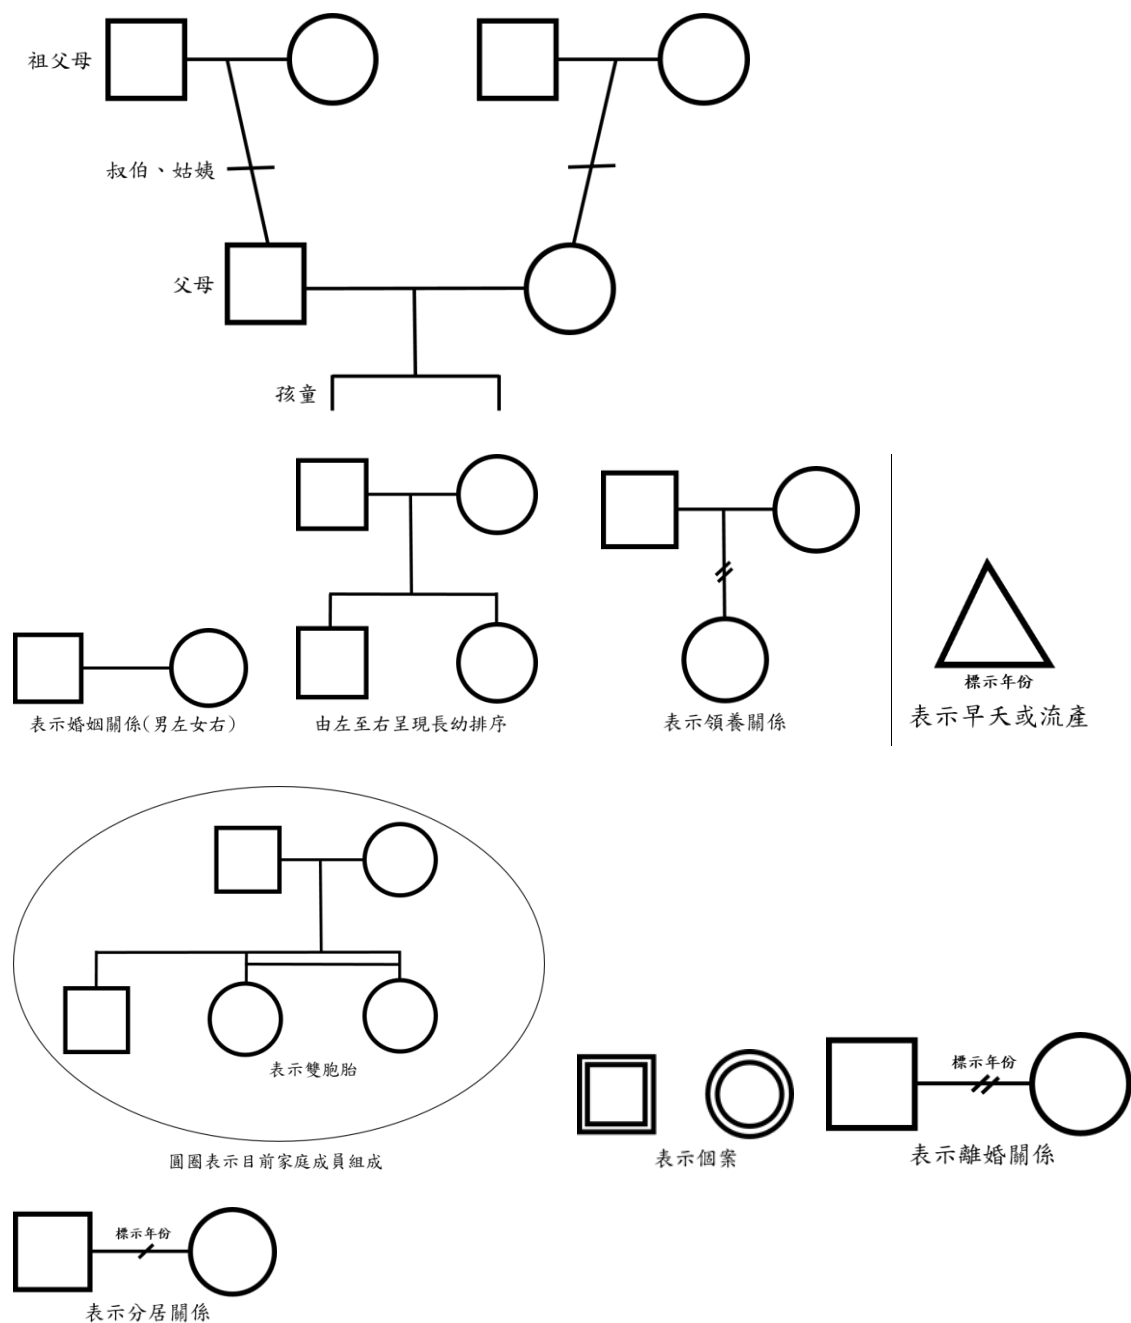 祖父母
叔伯、姑姨
父母
孩童
表示婚姻關係(男左女右)
由左至右呈現長幼排序
表示領養關係
標示年份
表示早夭或流產
表示雙胞胎
圓圈表示目前家庭成員組成
表示個案
標示年份
表示離婚關係
標示年份
表示分居關係